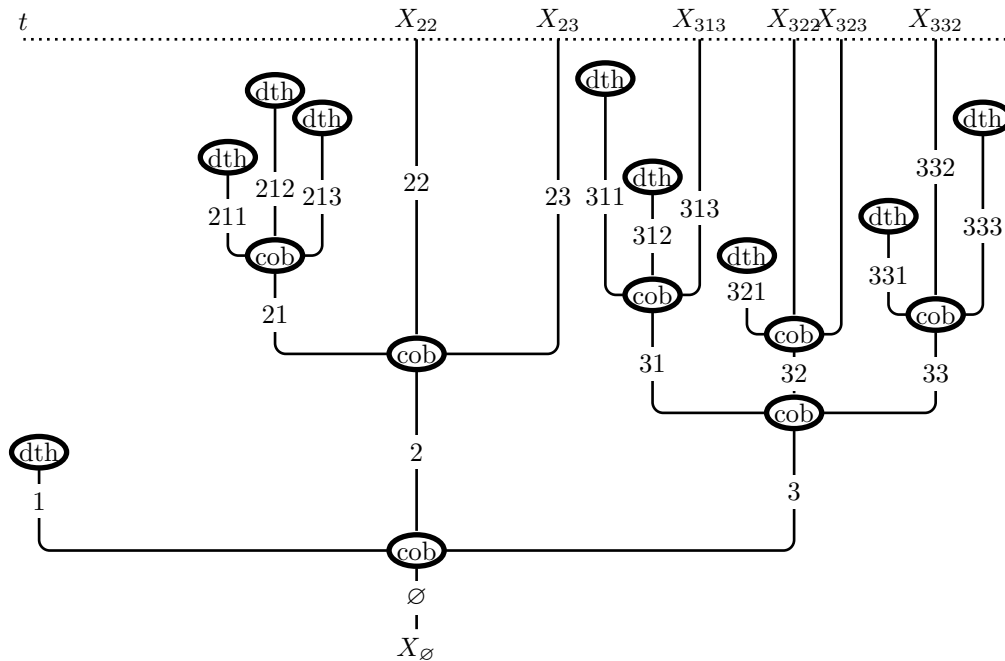 t X₂₂ X₂₃ X₃₁₃ X₃₂₂ X₃₂₃ X₃₃₂
dth
dth dth dth
dth
332
dth
212 22 23 311 313
211 213 dth 333
312
cob dth
321 331
cob
21 cob
cob
cob
31 32 33
cob
dth 2
3
1
cob
∅
X∅